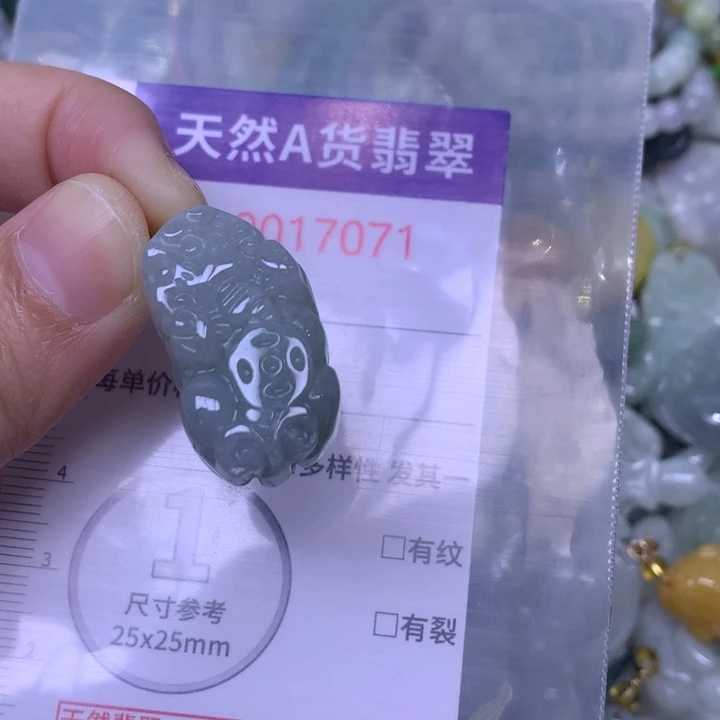 天然A货翡翠
0017071
每单价
多样性 发其一
4
□有纹
3
1
尺寸参考
25x25mm
□有裂
2
天然翡翠